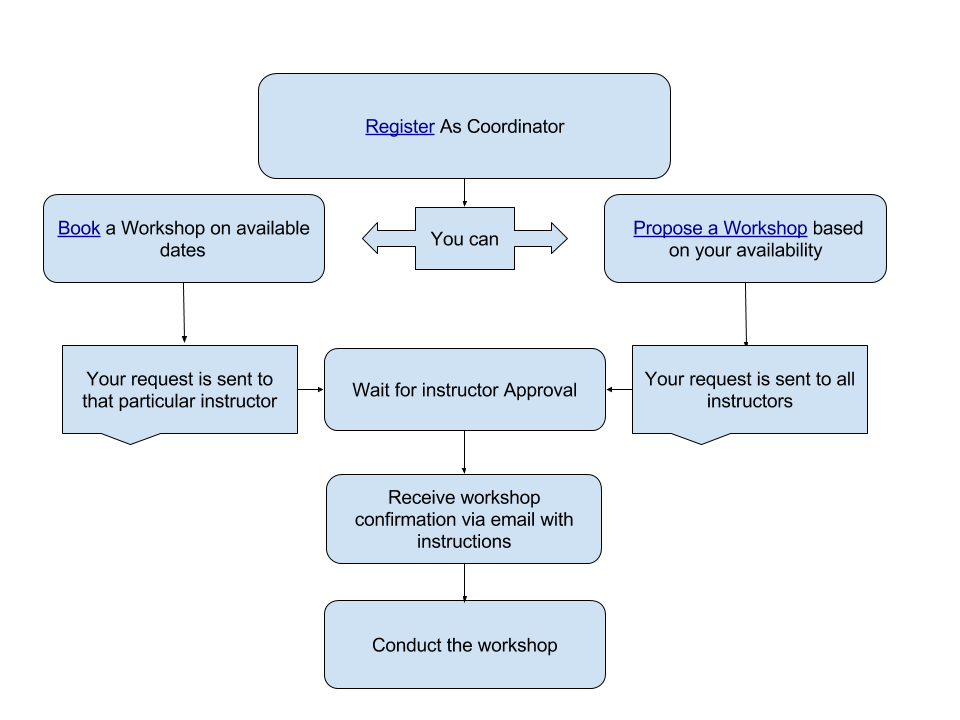 Register As Coordinator
Book a Workshop on available
dates
You can
Propose a Workshop based
on your availability
Your request is sent to
that particular instructor
Wait for instructor Approval
Your request is sent to all
instructors
Receive workshop
confirmation via email with
instructions
Conduct the workshop